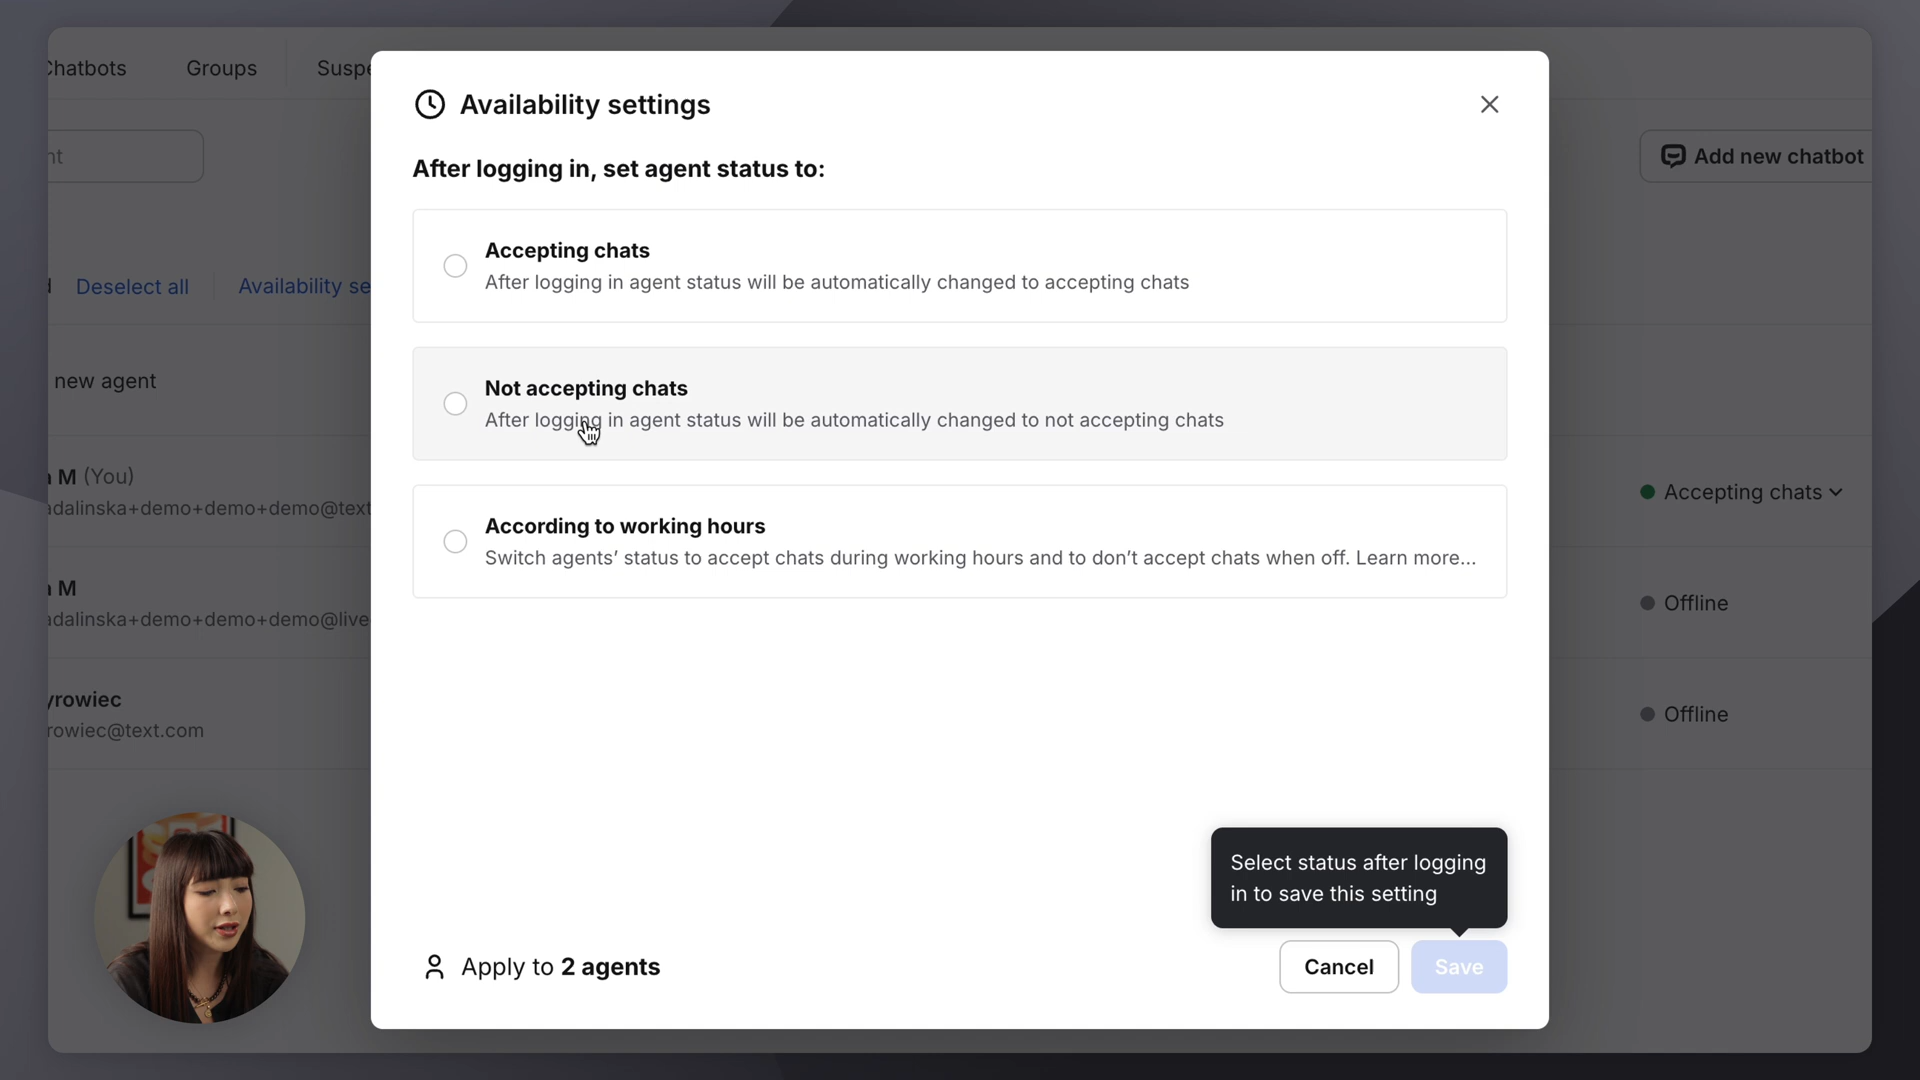 Chatbots
Groups
Suspe
nt
Add new chatbot
Deselect all
Availability se
new agent
M (You)
adalinska+demo+demo+demo@text
Accepting chats
M
adalinska+demo+demo+demo@live
Offline
yrowiec
rowiec@text.com
Offline
Availability settings
After logging in, set agent status to:
Accepting chats
After logging in agent status will be automatically changed to accepting chats
Not accepting chats
After logging in agent status will be automatically changed to not accepting chats
According to working hours
Switch agents’ status to accept chats during working hours and to don’t accept chats when off. Learn more...
Select status after logging
in to save this setting
Apply to 2 agents
Cancel
Save